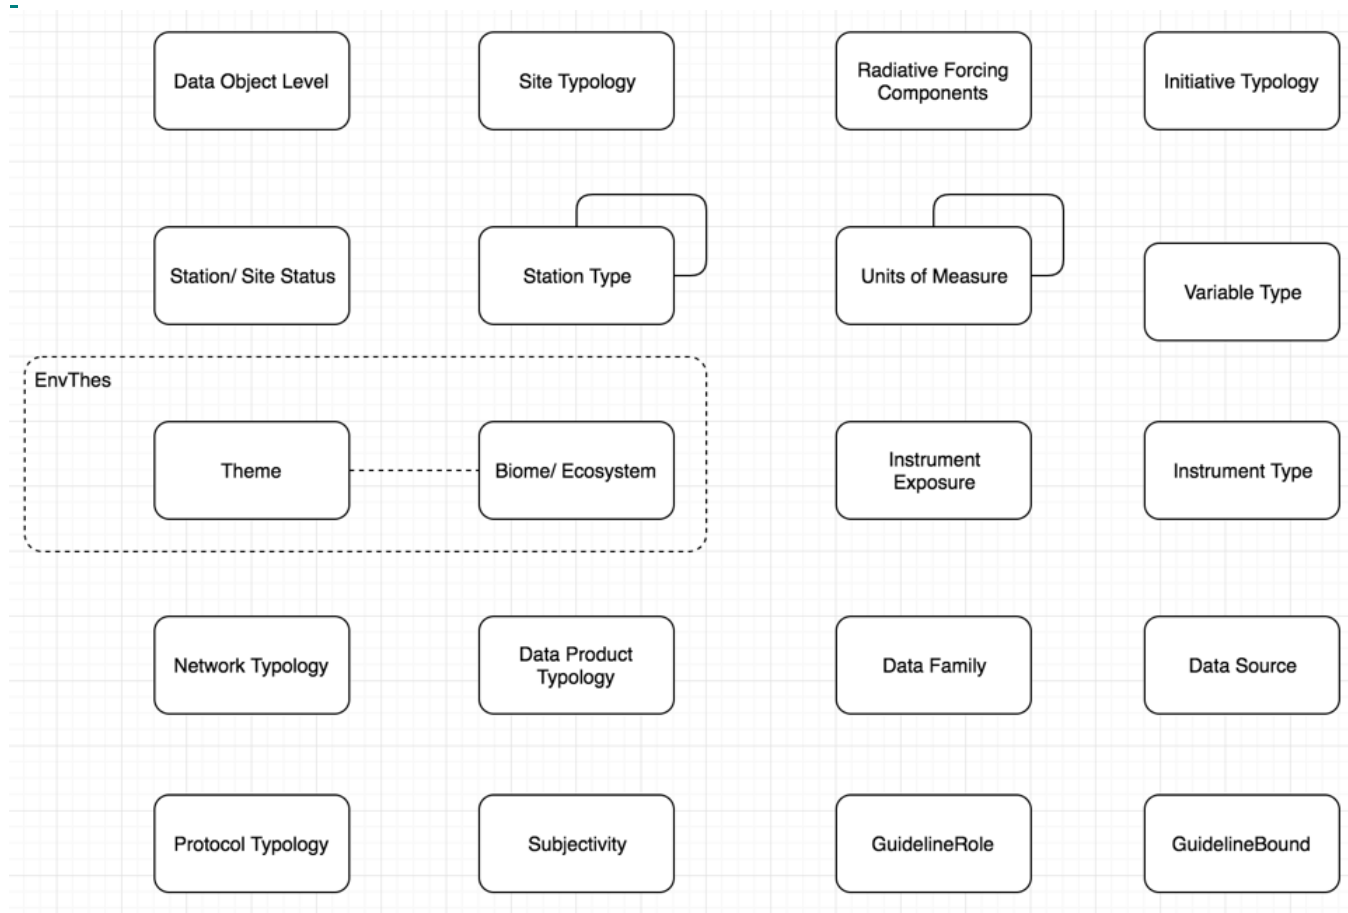 Data Object Level
Site Typology
Radiative Forcing
Components
Initiative Typology
Station/ Site Status
Station Type
Units of Measure
Variable Type
EnvThes
Theme
Biome/ Ecosystem
Instrument
Exposure
Instrument Type
Network Typology
Data Product
Typology
Data Family
Data Source
Protocol Typology
Subjectivity
GuidelineRole
GuidelineBound